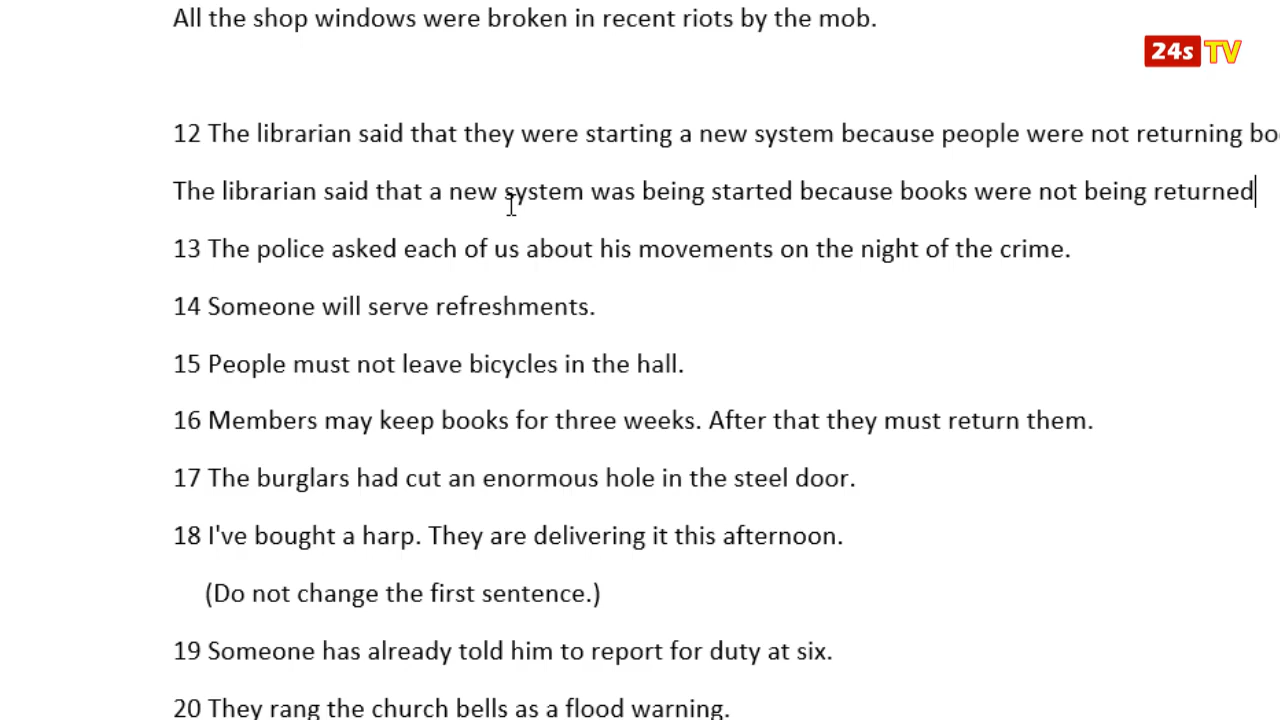 All the shop windows were broken in recent riots by the mob.
24s TV
12 The librarian said that they were starting a new system because people were not returning
The librarian said that a new system was being started because books were not being returned
13 The police asked each of us about his movements on the night of the crime.
14 Someone will serve refreshments.
15 People must not leave bicycles in the hall.
16 Members may keep books for three weeks. After that they must return them.
17 The burglars had cut an enormous hole in the steel door.
18 I've bought a harp. They are delivering it this afternoon.
(Do not change the first sentence.)
19 Someone has already told him to report for duty at six.
20 They rang the church bells as a flood warning.